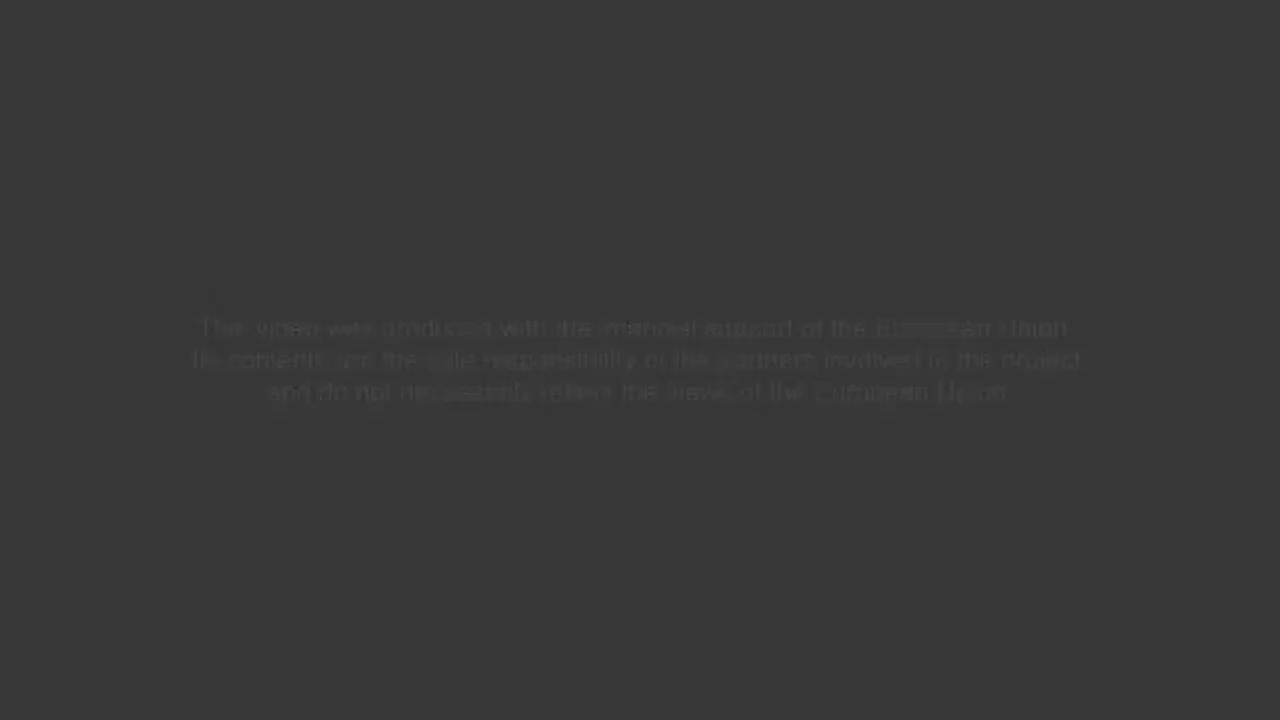 This video was produced with the financial support of the European Union
Its contents are the sole responsibility of the partners involved in the project
and do not necessarily reflect the views of the European Union